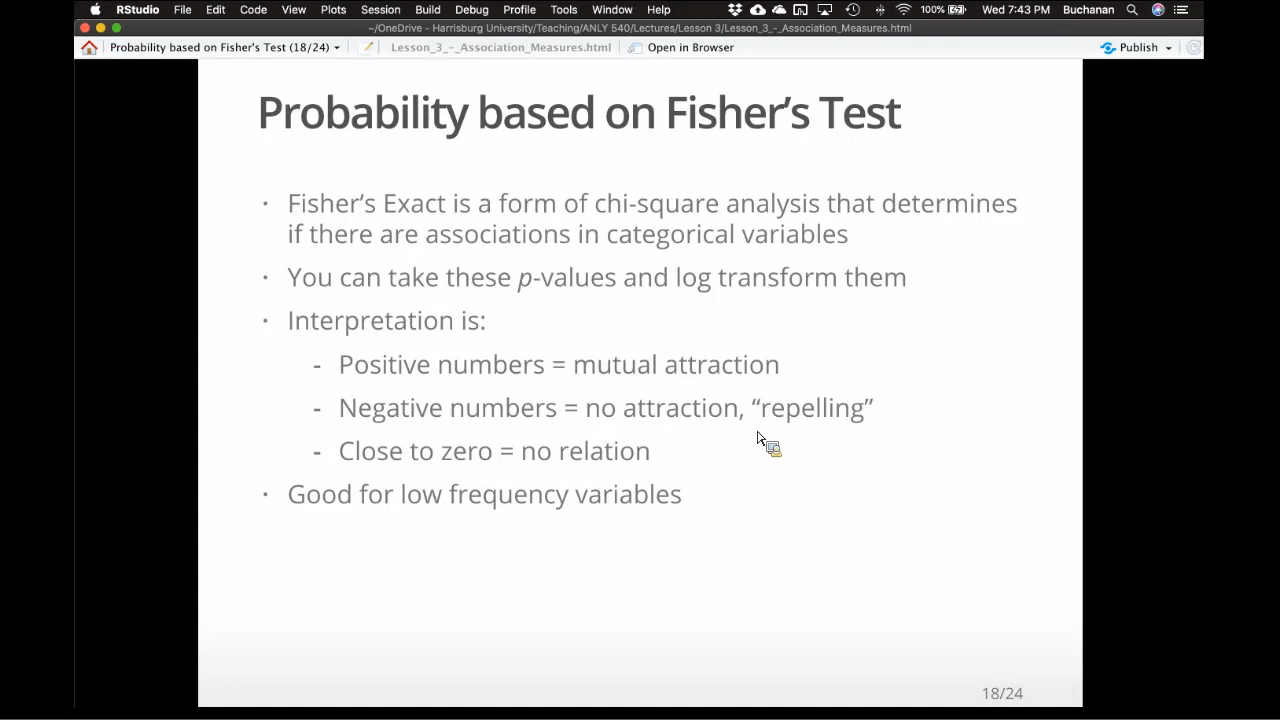 RStudio File Edit Code View Plots Session Build Debug Profile Tools Window Help 100% Wed 7:43 PM Buchanan
~/OneDrive - Harrisburg University/Teaching/ANLY 540/Lectures/Lesson 3/Lesson_3_-_Association_Measures.html
Probability based on Fisher's Test (18/24) Lesson_3_-_Association_Measures.html Open in Browser Publish
Probability based on Fisher’s Test
· Fisher’s Exact is a form of chi-square analysis that determines
if there are associations in categorical variables
· You can take these p-values and log transform them
· Interpretation is:
- Positive numbers = mutual attraction
- Negative numbers = no attraction, “repelling”
- Close to zero = no relation
· Good for low frequency variables
18/24